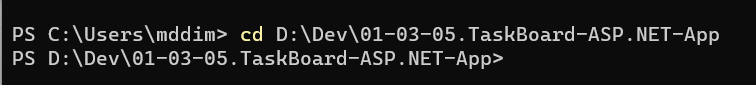 PS C:\Users\mddim> cd D:\Dev\01-03-05.TaskBoard-ASP.NET-App
PS D:\Dev\01-03-05.TaskBoard-ASP.NET-App>